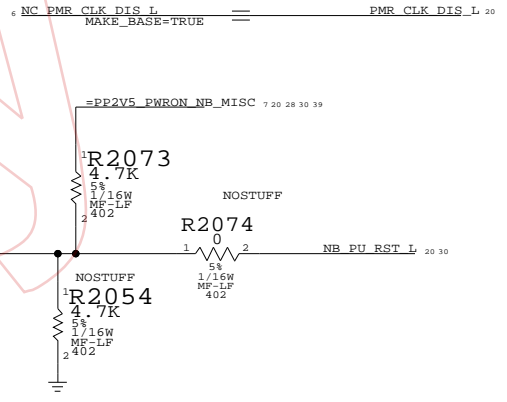 6 NC_PMR_CLK_DIS_L PMR_CLK_DIS_L 20
MAKE_BASE=TRUE
=PP2V5_PWRON_NB_MISC 7 20 28 30 39
1
R2073
4.7K
5%
1/16W
MF-LF
2 402
NOSTUFF
R2074
0
1 2
5%
1/16W
MF-LF
402
NB_PU_RST_L 20 30
NOSTUFF
1
R2054
4.7K
5%
1/16W
MF-LF
2 402